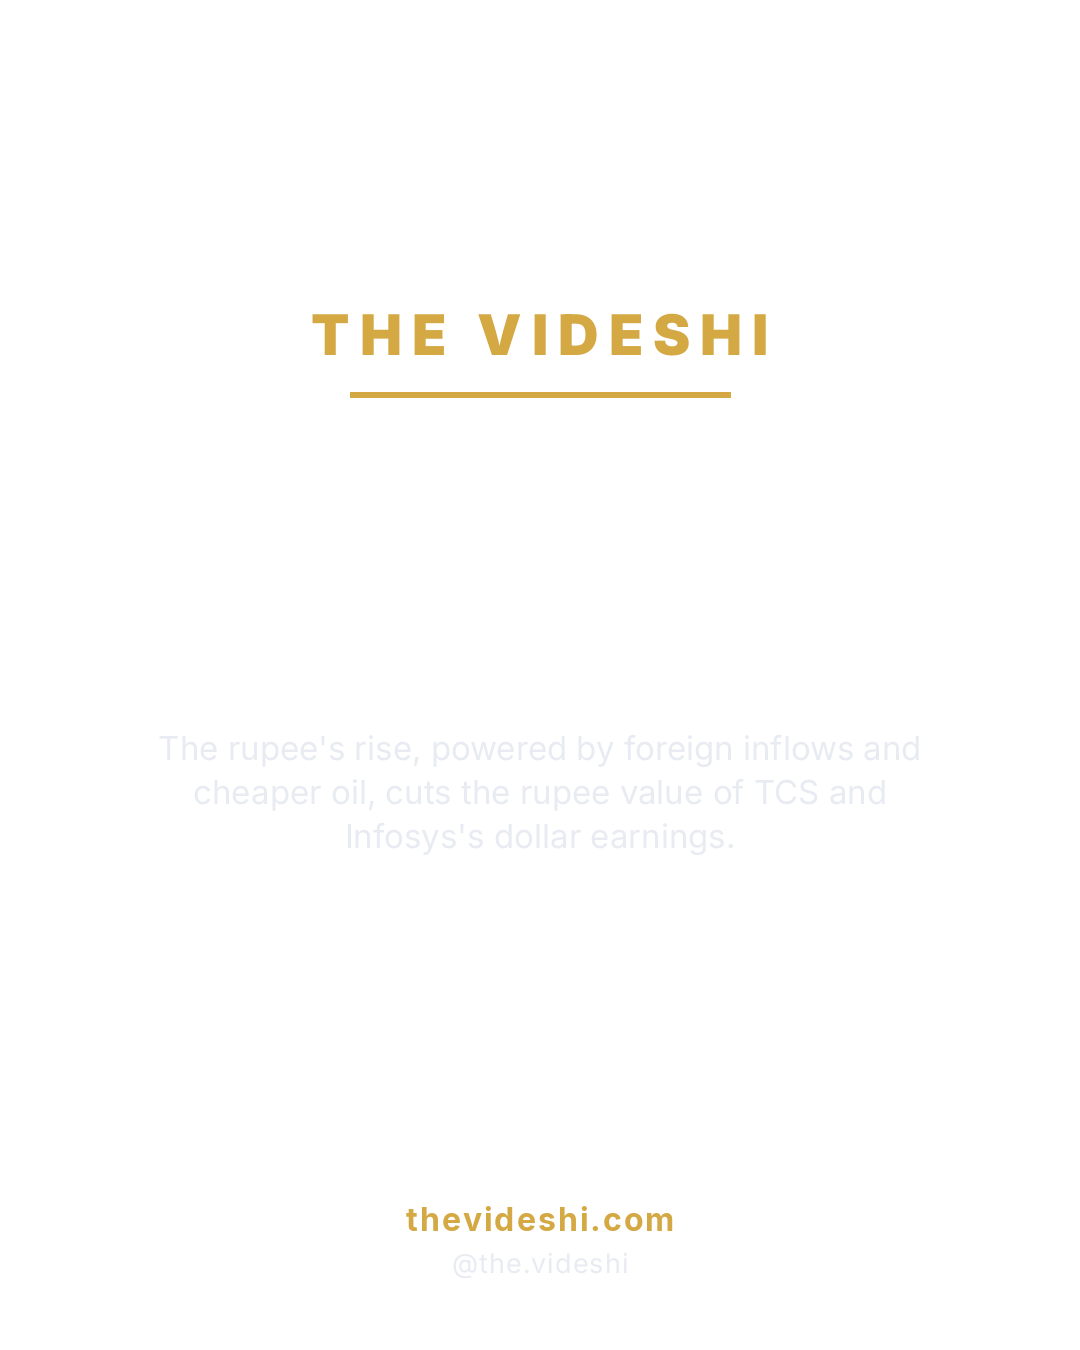 THE VIDESHI
The rupee's rise, powered by foreign inflows and
cheaper oil, cuts the rupee value of TCS and
Infosys's dollar earnings.
thevideshi.com
@the.videshi